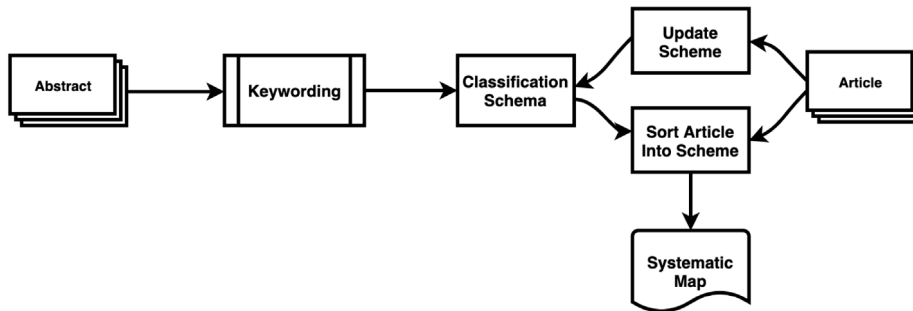 Abstract
Keywording
Classification
Schema
Update
Scheme
Article
Sort Article
Into Scheme
Systematic
Map